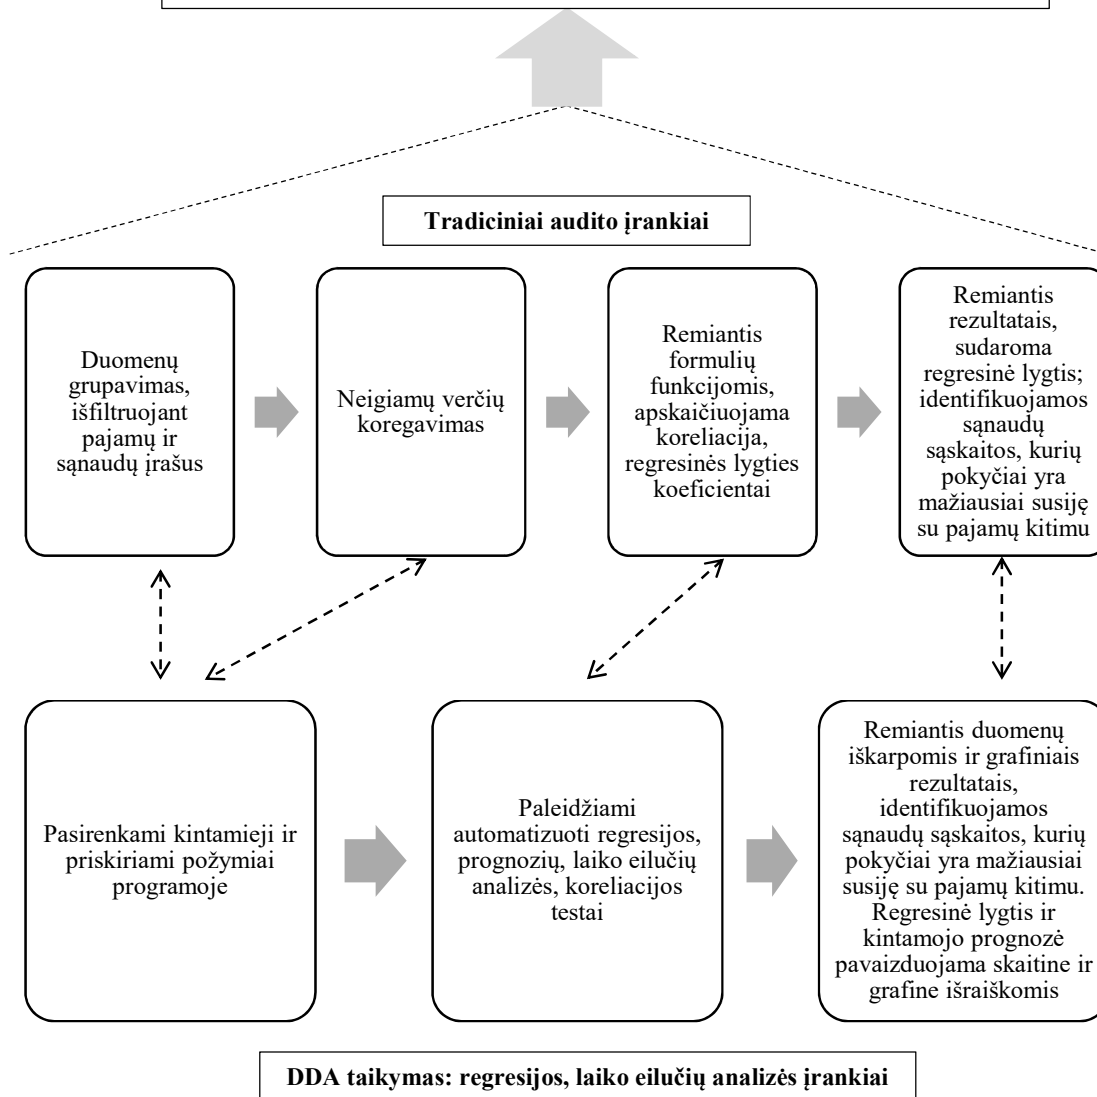 Tradiciniai audito įrankiai
Duomenų
grupavimas,
išfiltruojant
pajamų ir
sąnaudų įrašus
Neigiamų verčių
koregavimas
Remiantis
formulių
funkcijomis,
apskaičiuojama
koreliacija,
regresinės lygties
koeficientai
Remiantis
rezultatais,
sudaroma
regresinė lygtis;
identifikuojamos
sąnaudų
sąskaitos, kurių
pokyčiai yra
mažiausiai susiję
su pajamų kitimu
Pasirenkami kintamieji ir
priskiriami požymiai
programoje
Paleidžiami
automatizuoti regresijos,
prognozių, laiko eilučių
analizės, koreliacijos
testai
Remiantis duomenų
iškarpomis ir grafiniais
rezultatais,
identifikuojamos
sąnaudų sąskaitos, kurių
pokyčiai yra mažiausiai
susiję su pajamų kitimu.
Regresinė lygtis ir
kintamojo prognozė
pavaizduojama skaitine ir
grafine išraiškomis
DDA taikymas: regresijos, laiko eilučių analizės įrankiai